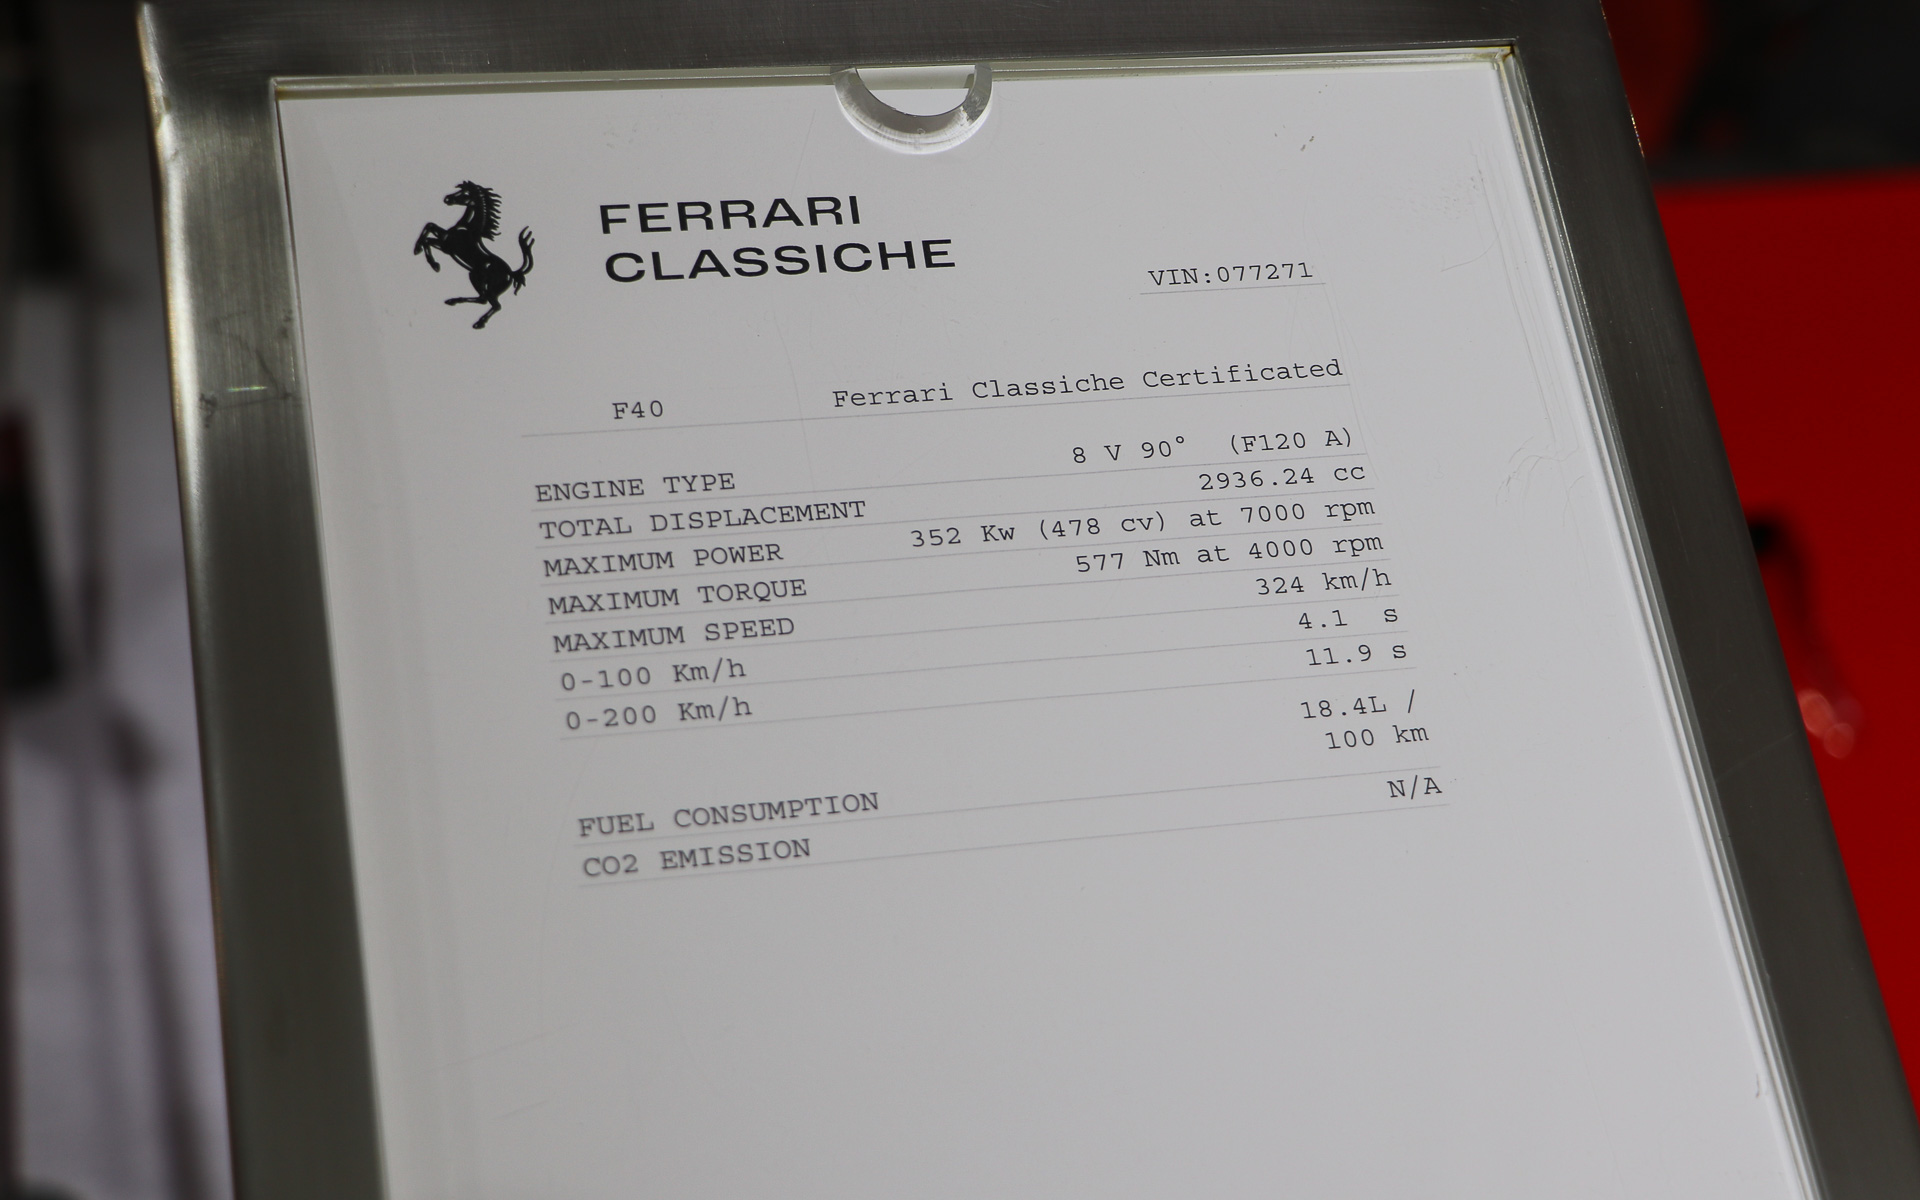 FERRARI
CLASSICHE
VIN:077271
F40 Ferrari Classiche Certificated
ENGINE TYPE 8 V 90° (F120 A)
TOTAL DISPLACEMENT 2936.24 cc
MAXIMUM POWER 352 Kw (478 cv) at 7000 rpm
MAXIMUM TORQUE 577 Nm at 4000 rpm
MAXIMUM SPEED 324 km/h
0-100 Km/h 4.1 s
0-200 Km/h 11.9 s
18.4L /
100 km
FUEL CONSUMPTION
CO2 EMISSION N/A